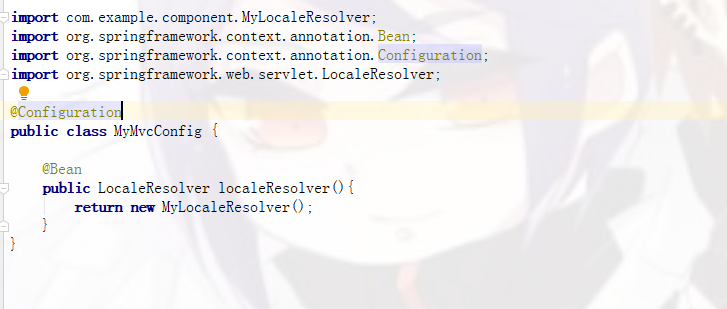 import com.example.component.MyLocaleResolver;
import org.springframework.context.annotation.Bean;
import org.springframework.context.annotation.Configuration;
import org.springframework.web.servlet.LocaleResolver;
@Configuration
public class MyMvcConfig {
@Bean
public LocaleResolver localeResolver(){
return new MyLocaleResolver();
}
}